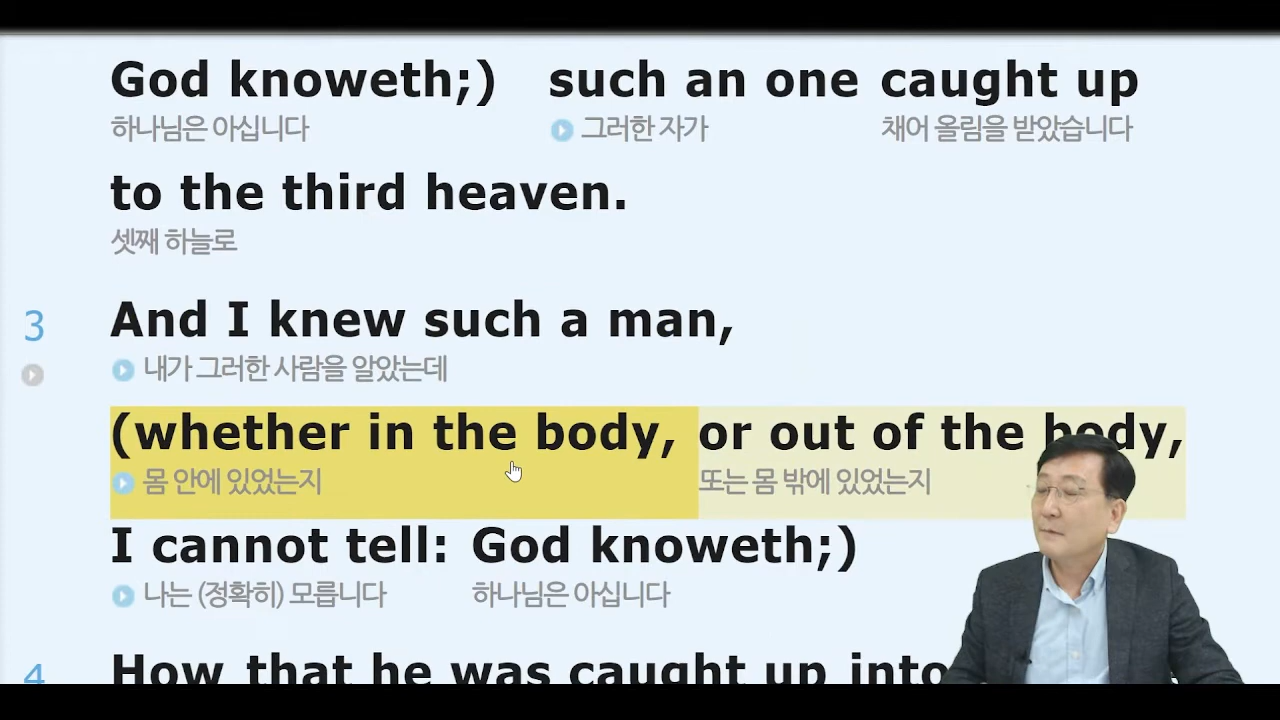 God knoweth;) such an one caught up
하나님은 아십니다 그러한 자가 채어 올림을 받았습니다
to the third heaven.
셋째 하늘로
3 And I knew such a man,
내가 그러한 사람을 알았는데
(whether in the body, or out of the body,
몸 안에 있었는지 또는 몸 밖에 있었는지
I cannot tell: God knoweth;)
나는 (정확히) 모릅니다 하나님은 아십니다
4 How that he was caught up into